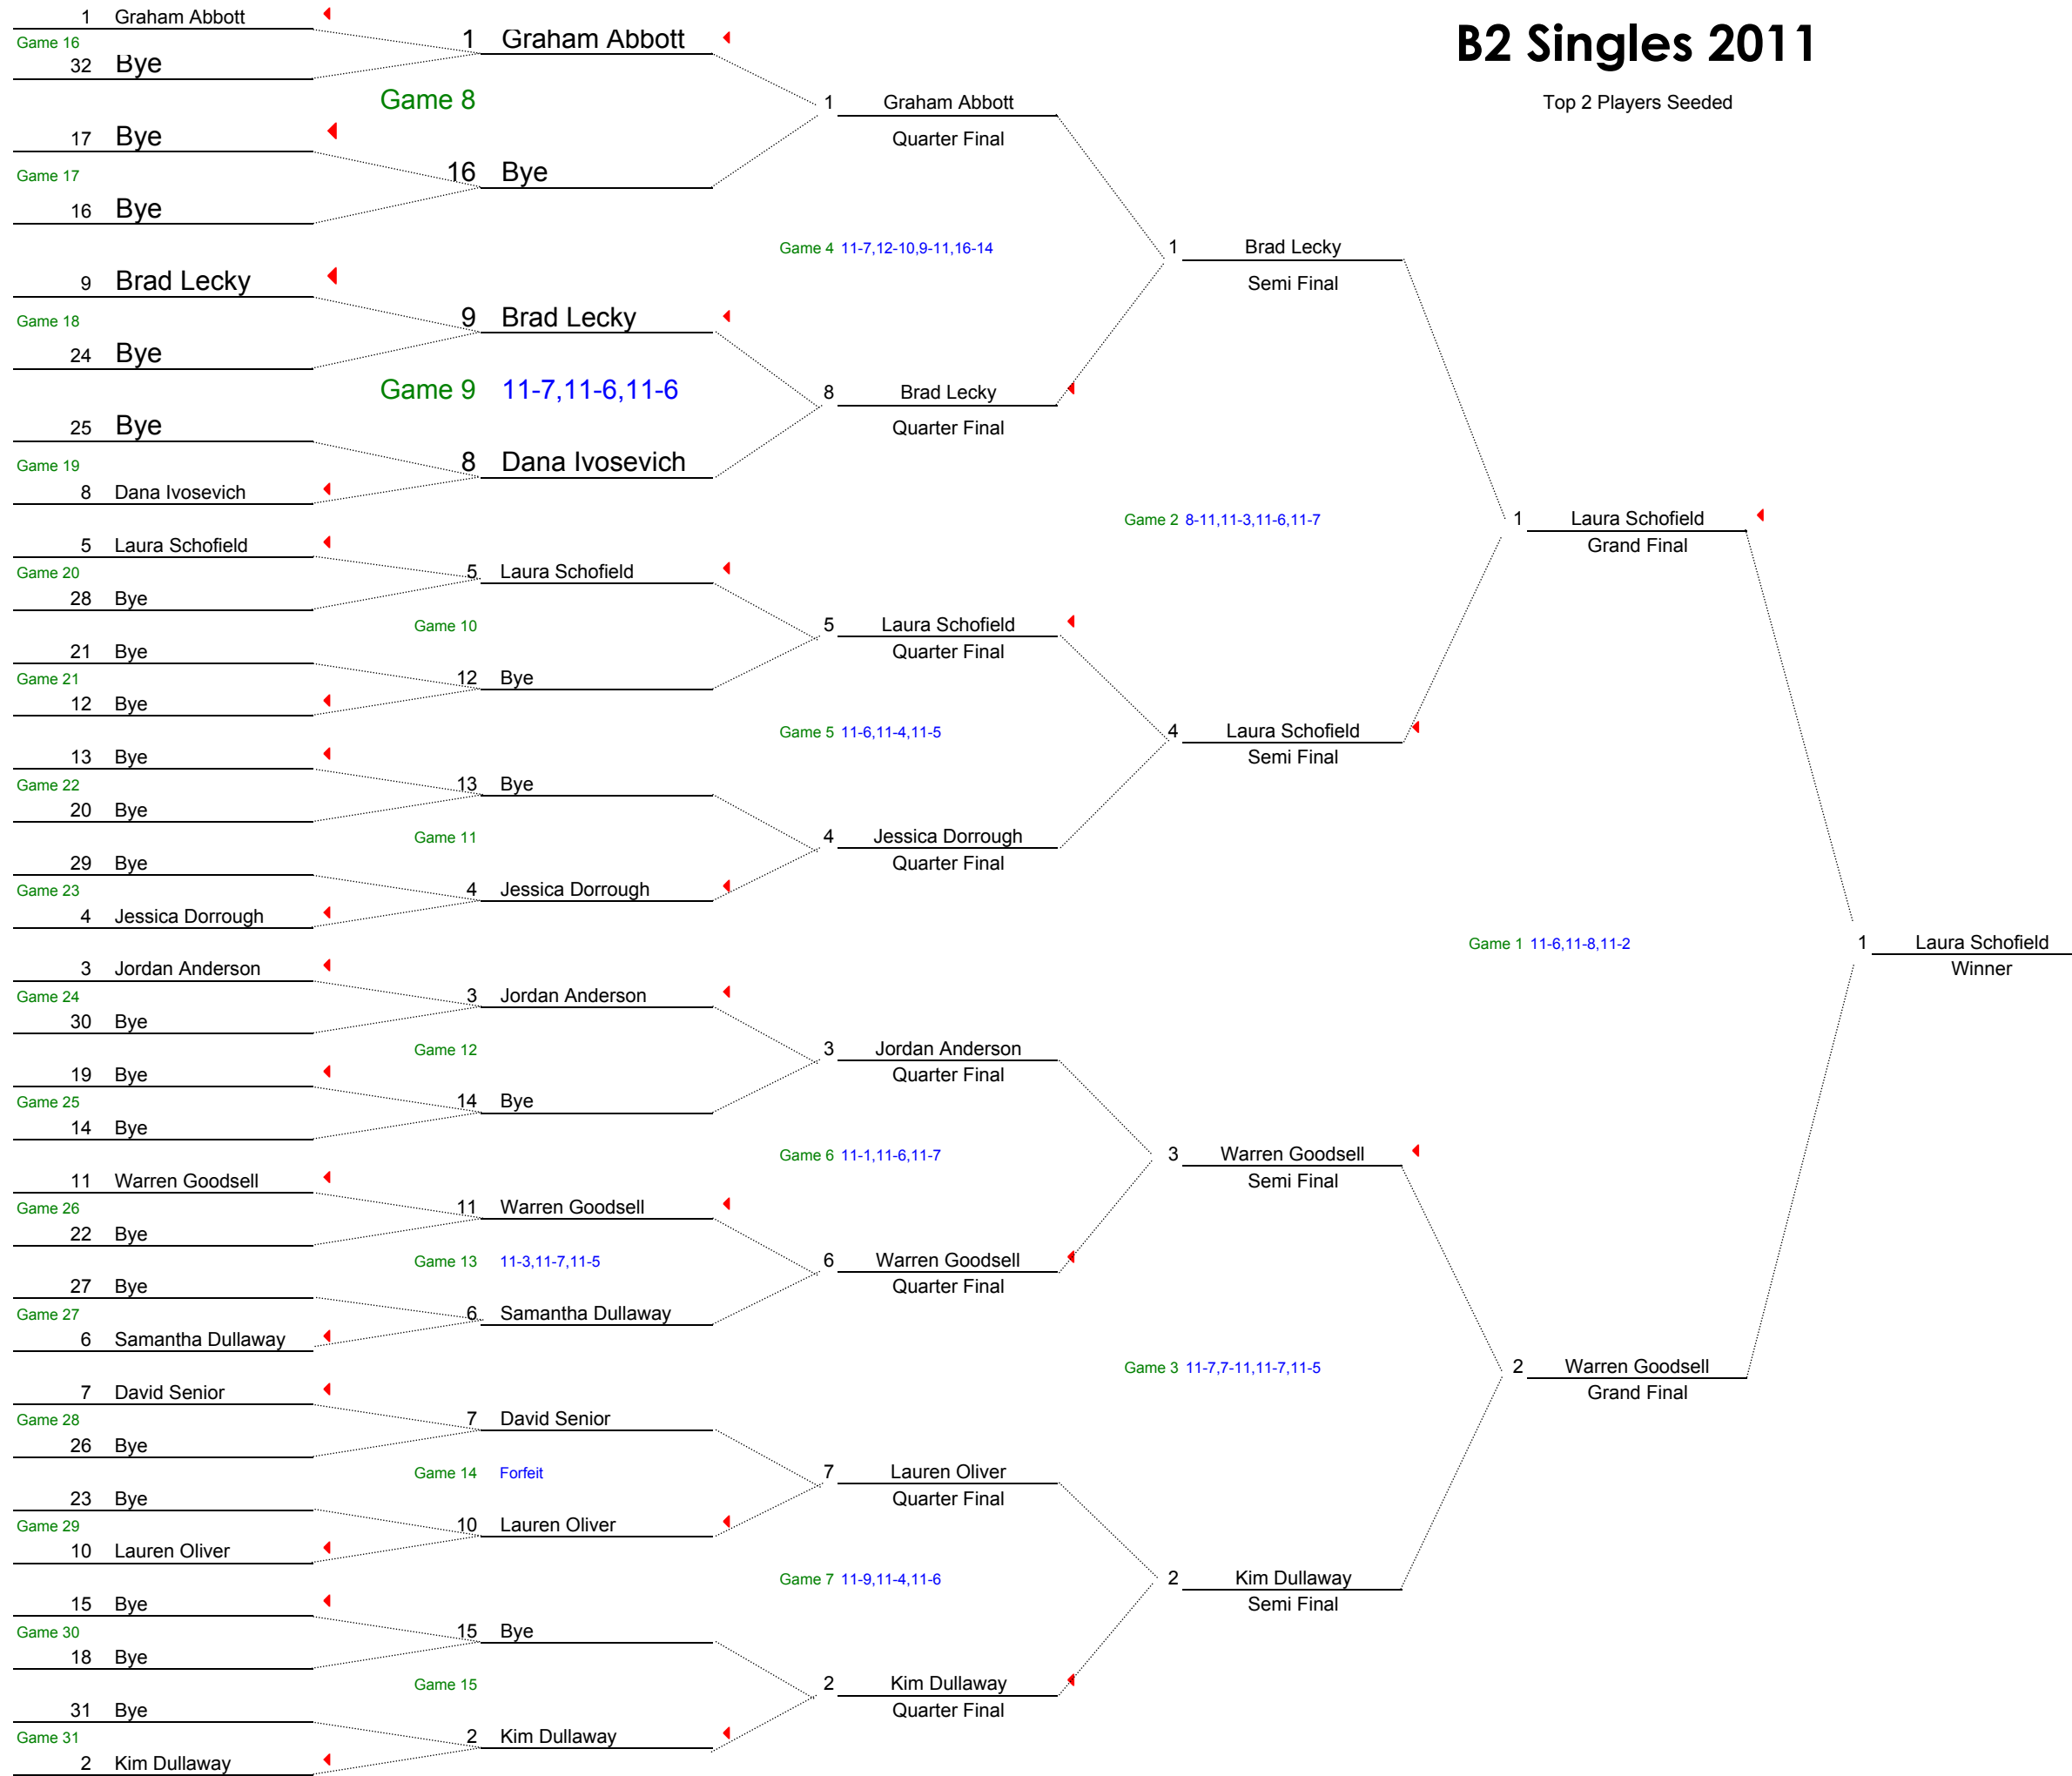 B2 Singles 2011
Top 2 Players Seeded
1 Graham Abbott
Game 16
32 Bye
17 Bye
Game 17
16 Bye
9 Brad Lecky
Game 18
24 Bye
25 Bye
Game 19
8 Dana Ivosevich
5 Laura Schofield
Game 20
28 Bye
21 Bye
Game 21
12 Bye
13 Bye
Game 22
20 Bye
29 Bye
Game 23
4 Jessica Dorrough
3 Jordan Anderson
Game 24
30 Bye
19 Bye
Game 25
14 Bye
11 Warren Goodsell
Game 26
22 Bye
27 Bye
Game 27
6 Samantha Dullaway
7 David Senior
Game 28
26 Bye
23 Bye
Game 29
10 Lauren Oliver
15 Bye
Game 30
18 Bye
31 Bye
Game 31
2 Kim Dullaway
1 Graham Abbott
Game 8
16 Bye
9 Brad Lecky
Game 9 11-7,11-6,11-6
8 Dana Ivosevich
5 Laura Schofield
Game 10
12 Bye
13 Bye
Game 11
4 Jessica Dorrough
3 Jordan Anderson
Game 12
14 Bye
11 Warren Goodsell
Game 13 11-3,11-7,11-5
6 Samantha Dullaway
7 David Senior
Game 14 Forfeit
10 Lauren Oliver
15 Bye
Game 15
2 Kim Dullaway
1 Graham Abbott
Quarter Final
Game 4 11-7,12-10,9-11,16-14
8 Brad Lecky
Quarter Final
5 Laura Schofield
Quarter Final
Game 5 11-6,11-4,11-5
4 Jessica Dorrough
Quarter Final
3 Jordan Anderson
Quarter Final
Game 6 11-1,11-6,11-7
6 Warren Goodsell
Quarter Final
7 Lauren Oliver
Quarter Final
Game 7 11-9,11-4,11-6
2 Kim Dullaway
Quarter Final
1 Brad Lecky
Semi Final
Game 2 8-11,11-3,11-6,11-7
4 Laura Schofield
Semi Final
3 Warren Goodsell
Semi Final
Game 3 11-7,7-11,11-7,11-5
2 Kim Dullaway
Semi Final
1 Laura Schofield
Grand Final
Game 1 11-6,11-8,11-2
2 Warren Goodsell
Grand Final
1 Laura Schofield
Winner